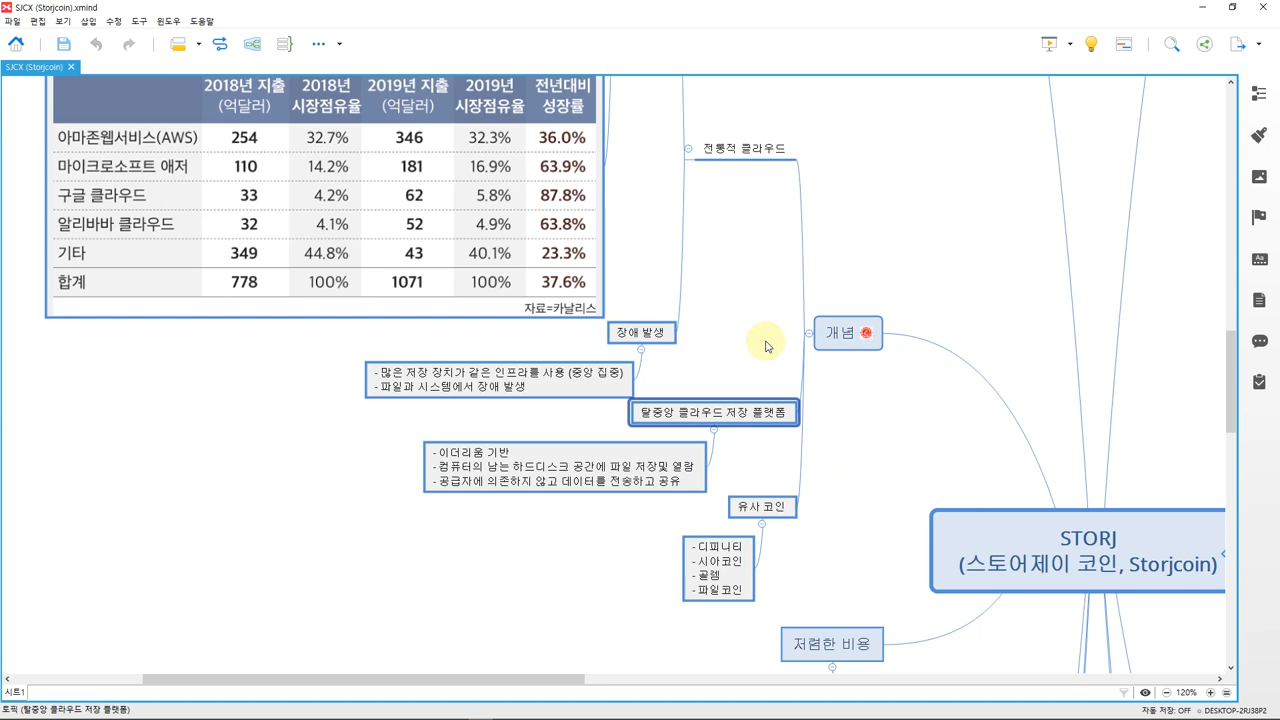 SJCX (Storjcoin).xmind
파일 편집 보기 삽입 수정 도구 윈도우 도움말
SJCX (Storjcoin)
2018년 지출 2018년 2019년 지출 2019년 전년대비
(억달러) 시장점유율 (억달러) 시장점유율 성장률
아마존웹서비스(AWS) 254 32.7% 346 32.3% 36.0%
마이크로소프트 애저 110 14.2% 181 16.9% 63.9%
구글 클라우드 33 4.2% 62 5.8% 87.8%
알리바바 클라우드 32 4.1% 52 4.9% 63.8%
기타 349 44.8% 43 40.1% 23.3%
합계 778 100% 1071 100% 37.6%
자료=카날리스
전통적 클라우드
장애 발생
개념
- 많은 저장 장치가 같은 인프라를 사용 (중앙 집중)
- 파일과 시스템에서 장애 발생
탈중앙 클라우드 저장 플랫폼
- 이더리움 기반
- 컴퓨터의 남는 하드디스크 공간에 파일 저장및 열람
- 공급자에 의존하지 않고 데이터를 전송하고 공유
유사 코인
- 디피니티
- 시아코인
- 골렘
- 파일코인
STORJ
(스토어제이 코인, Storjcoin)
저렴한 비용
시트1
120%
토픽 (탈중앙 클라우드 저장 플랫폼)
자동 저장: OFF
DESKTOP-2RJ38P2